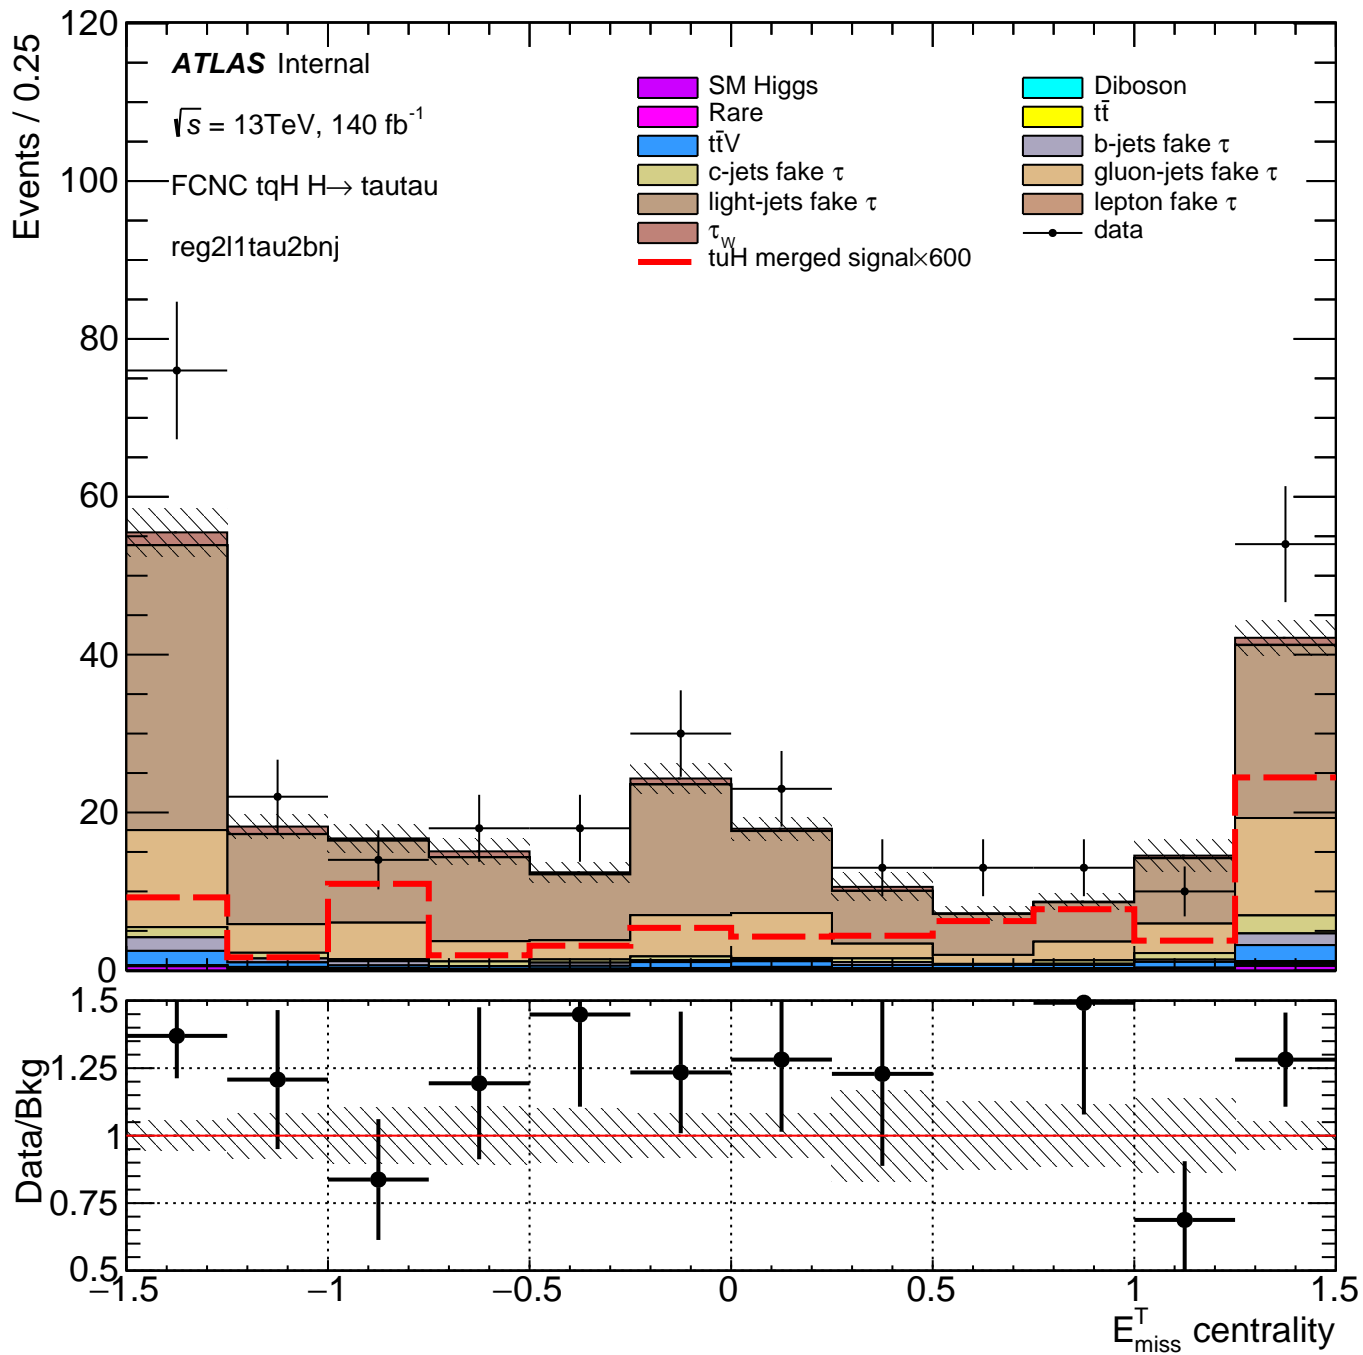 Events / 0.25
120
100
80
60
40
20
0
ATLAS Internal
√s = 13TeV, 140 fb⁻¹
FCNC tqH H→ tautau
reg2l1tau2bnj
SM Higgs
Rare
tt̄V
c-jets fake τ
light-jets fake τ
τ_W
tuH merged signal×600
Diboson
tt̄
b-jets fake τ
gluon-jets fake τ
lepton fake τ
data
Data/Bkg
1.5
1.25
1
0.75
0.5
−1.5 −1 −0.5 0 0.5 1 1.5
E^T_miss centrality